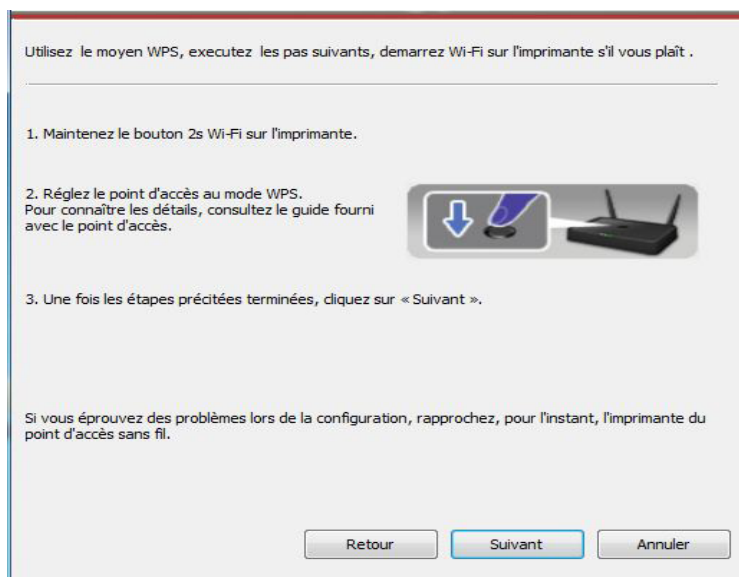 Utilisez le moyen WPS, executez les pas suivants, demarrez Wi-Fi sur l'imprimante s'il vous plaît .
1. Maintenez le bouton 2s Wi-Fi sur l'imprimante.
2. Réglez le point d'accès au mode WPS.
Pour connaître les détails, consultez le guide fourni
avec le point d'accès.
3. Une fois les étapes précitées terminées, cliquez sur « Suivant ».
Si vous éprouvez des problèmes lors de la configuration, rapprochez, pour l'instant, l'imprimante du
point d'accès sans fil.
Retour
Suivant
Annuler